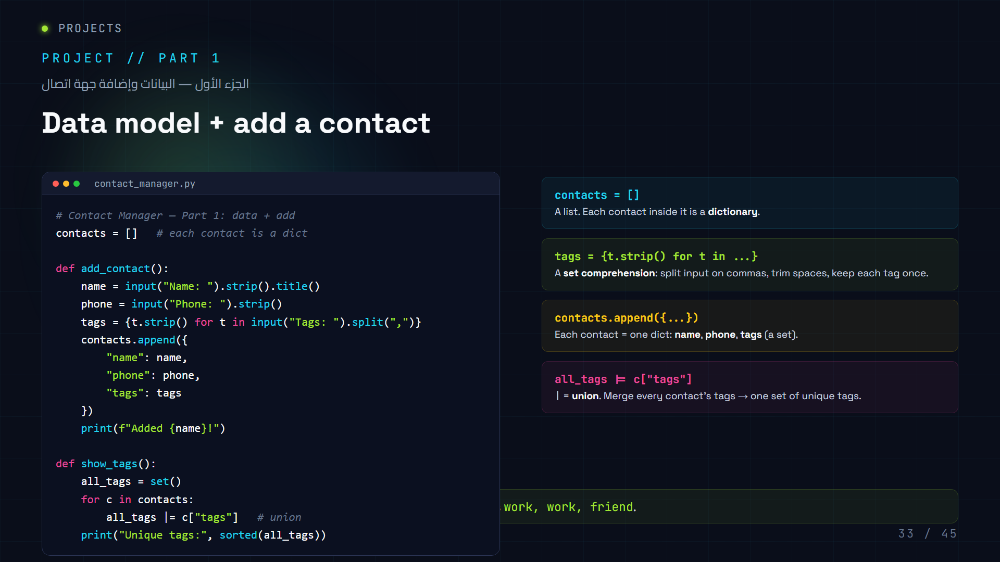 PROJECTS
PROJECT // PART 1
الجزء الأول — البيانات وإضافة جهة اتصال
Data model + add a contact
contact_manager.py
# Contact Manager — Part 1: data + add
contacts = []   # each contact is a dict
def add_contact():
    name = input("Name: ").strip().title()
    phone = input("Phone: ").strip()
    tags = {t.strip() for t in input("Tags: ").split(",")}
    contacts.append({
        "name": name,
        "phone": phone,
        "tags": tags
    })
    print(f"Added {name}!")
def show_tags():
    all_tags = set()
    for c in contacts:
        all_tags |= c["tags"]   # union
    print("Unique tags:", sorted(all_tags))
contacts = []
A list. Each contact inside it is a dictionary.
tags = {t.strip() for t in ...}
A set comprehension: split input on commas, trim spaces, keep each tag once.
contacts.append({...})
Each contact = one dict: name, phone, tags (a set).
all_tags |= c["tags"]
| = union. Merge every contact's tags → one set of unique tags.
work, work, friend.
33 / 45